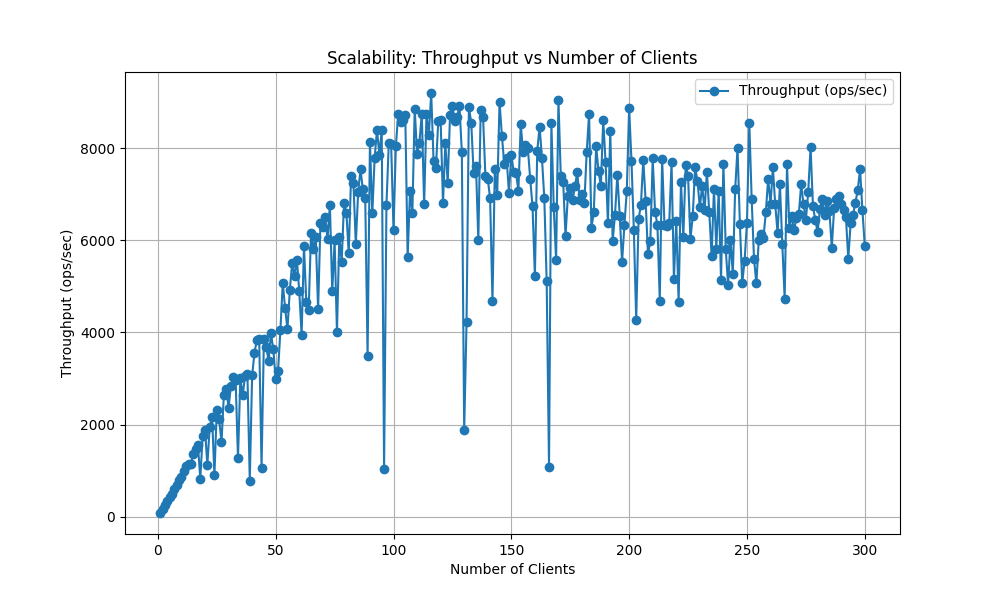 Scalability: Throughput vs Number of Clients
Throughput (ops/sec)
8000
6000
4000
2000
0
Throughput (ops/sec)
0 50 100 150 200 250 300
Number of Clients